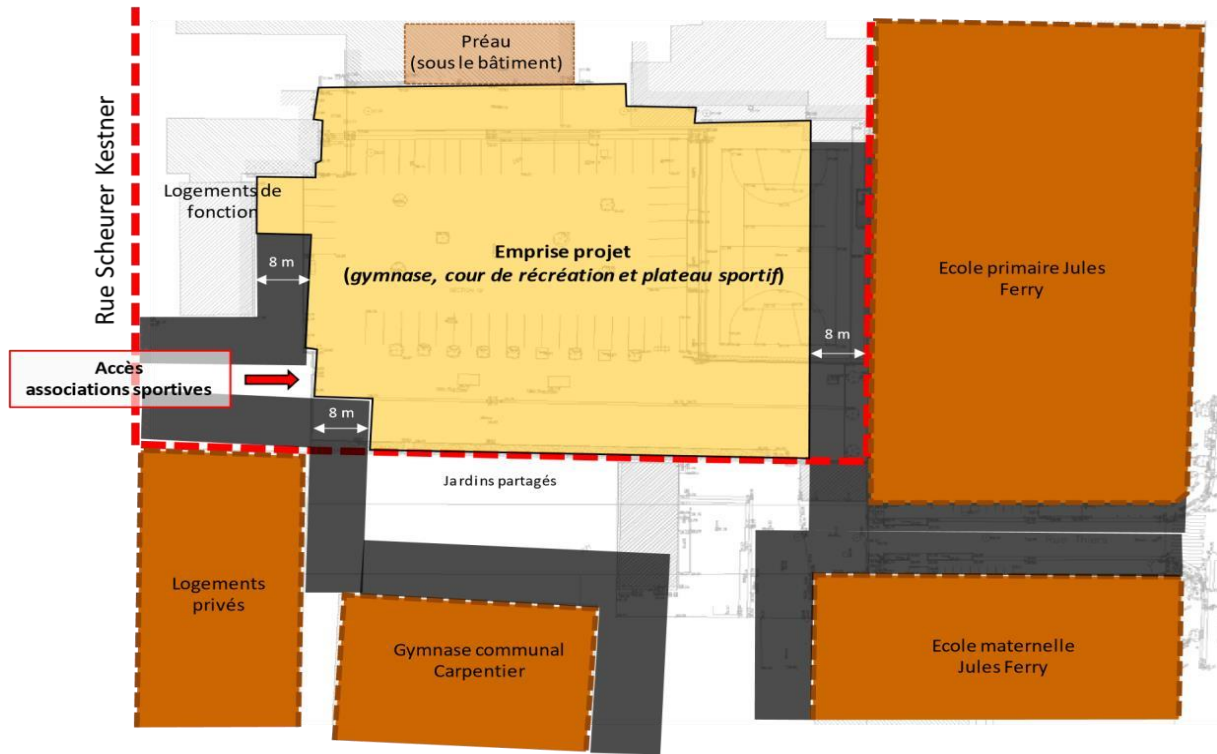 Préau
(sous le bâtiment)
Rue Scheurer Kestner
Logements de
fonction
8 m
Emprise projet
(gymnase, cour de récréation et plateau sportif)
Ecole primaire Jules
Ferry
8 m
Accès
associations sportives
8 m
Jardins partagés
Logements
privés
Gymnase communal
Carpentier
Ecole maternelle
Jules Ferry